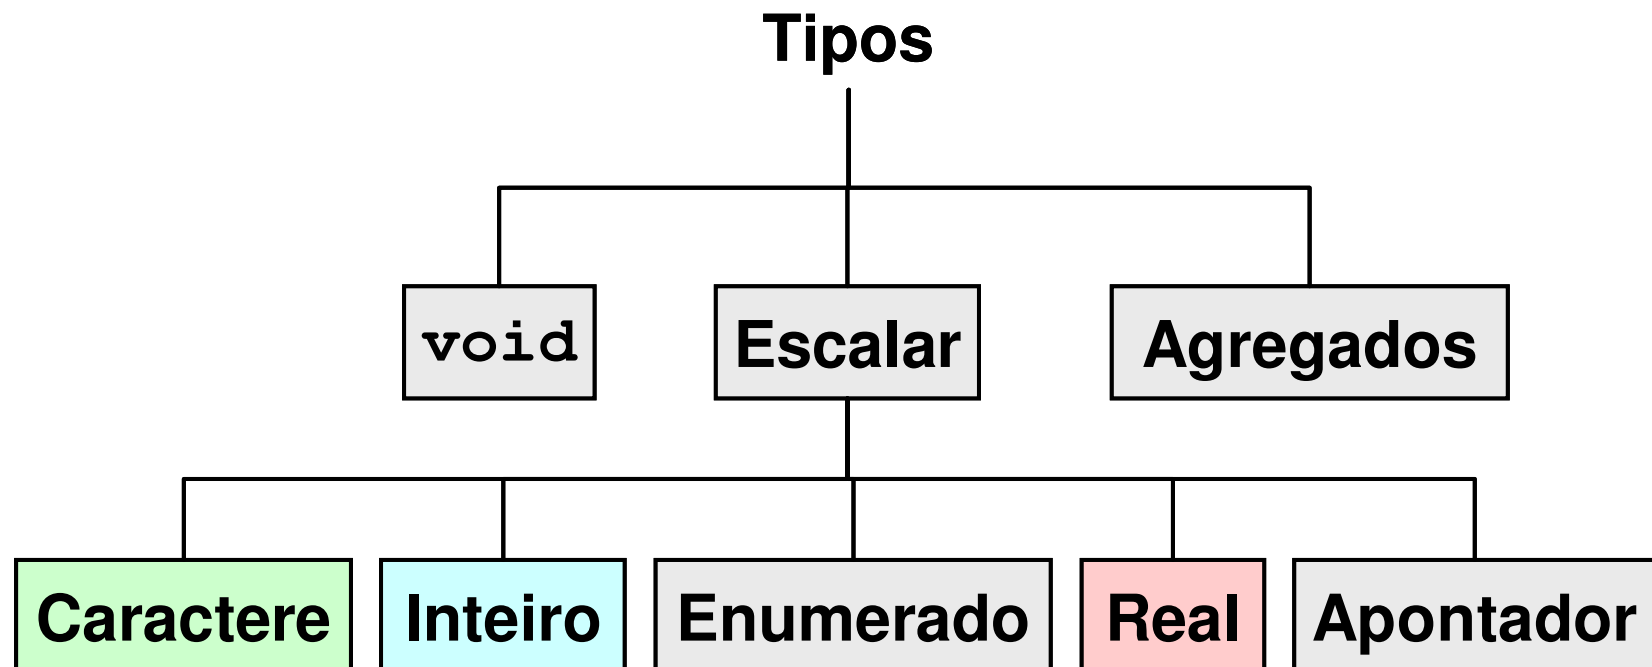 Tipos
void
Escalar
Agregados
Caractere
Inteiro
Enumerado
Real
Apontador